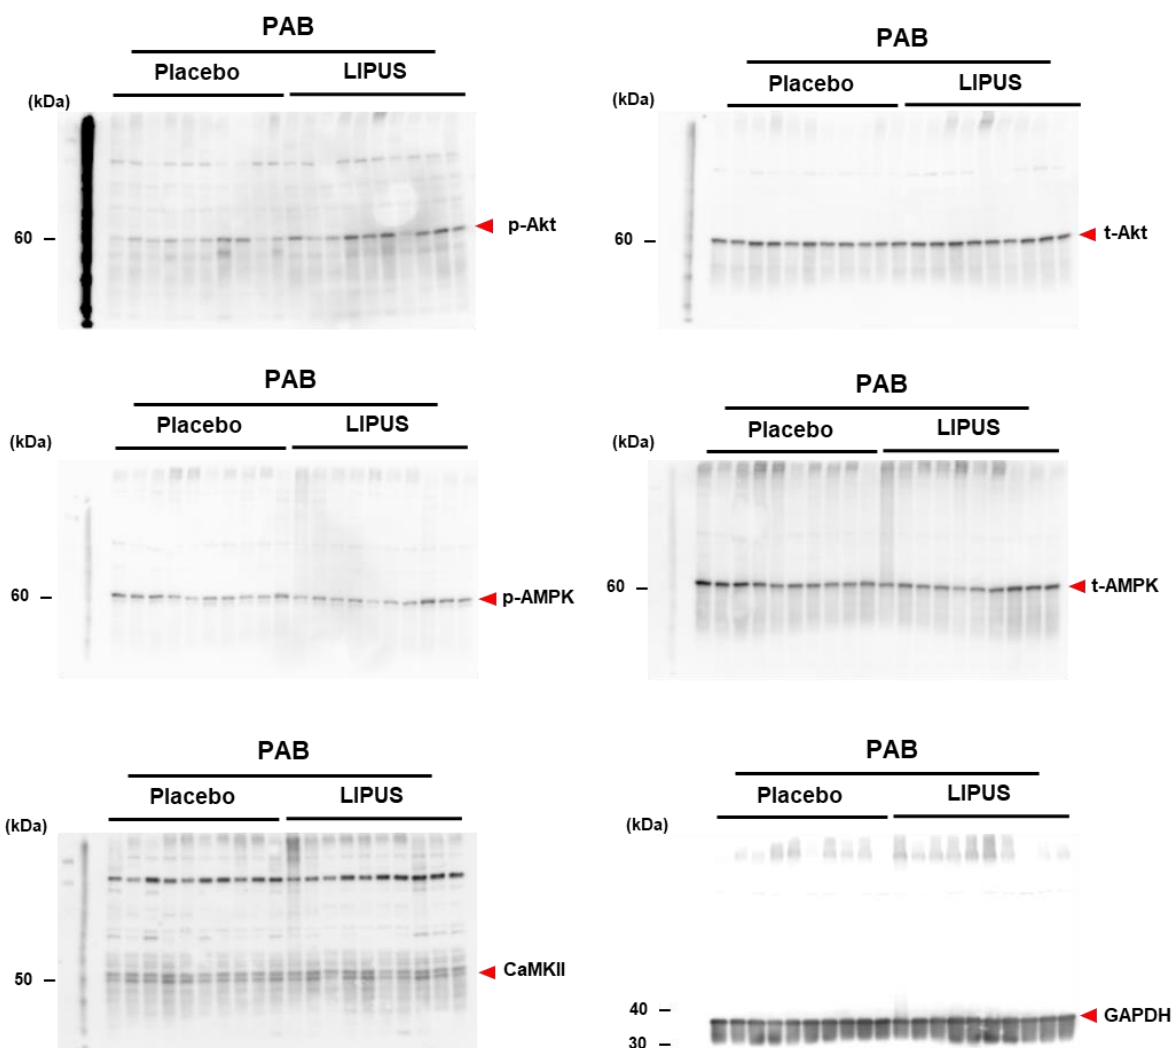 PAB
Placebo LIPUS
(kDa)
60
p-Akt
PAB
Placebo LIPUS
(kDa)
60
t-Akt
PAB
Placebo LIPUS
(kDa)
60
p-AMPK
PAB
Placebo LIPUS
(kDa)
60
t-AMPK
PAB
Placebo LIPUS
(kDa)
50
CaMKII
PAB
Placebo LIPUS
(kDa)
40
30
GAPDH